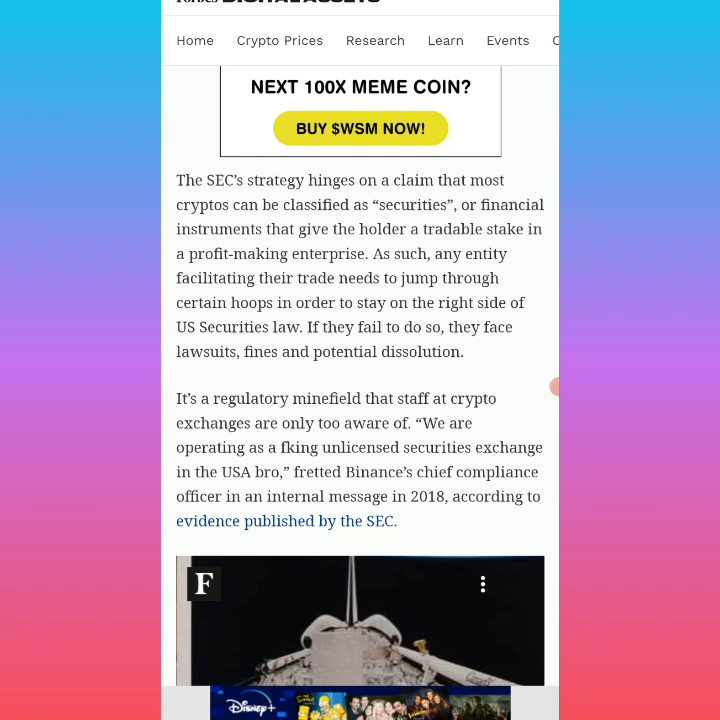 Forbes DIGITAL ASSETS
Home Crypto Prices Research Learn Events C
NEXT 100X MEME COIN?
BUY $WSM NOW!
The SEC’s strategy hinges on a claim that most
cryptos can be classified as “securities”, or financial
instruments that give the holder a tradable stake in
a profit-making enterprise. As such, any entity
facilitating their trade needs to jump through
certain hoops in order to stay on the right side of
US Securities law. If they fail to do so, they face
lawsuits, fines and potential dissolution.
It’s a regulatory minefield that staff at crypto
exchanges are only too aware of. “We are
operating as a fking unlicensed securities exchange
in the USA bro,” fretted Binance’s chief compliance
officer in an internal message in 2018, according to
evidence published by the SEC.
F
Disney+